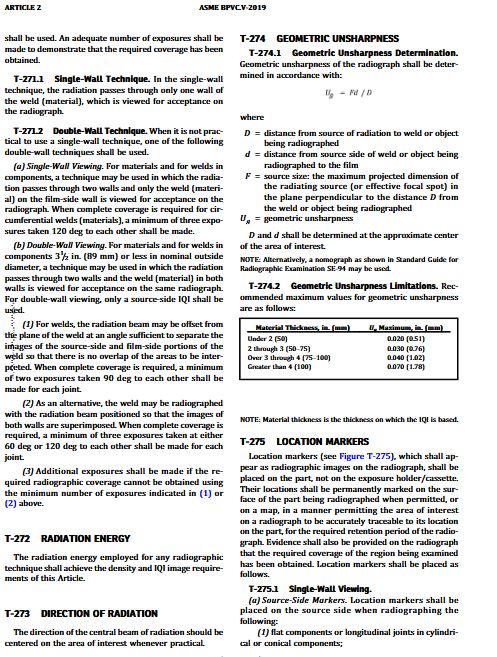 ARTICLE 2
ASME BPVC.V-2019
shall be used. An adequate number of exposures shall be
made to demonstrate that the required coverage has been
obtained.
T-271.1 Single-Wall Technique. In the single-wall
technique, the radiation passes through only one wall of
the weld (material), which is viewed for acceptance on
the radiograph.
T-271.2 Double-Wall Technique. When it is not prac-
tical to use a single-wall technique, one of the following
double-wall techniques shall be used.
(a) Single-Wall Viewing. For materials and for welds in
components, a technique may be used in which the radia-
tion passes through two walls and only the weld (materi-
al) on the film-side wall is viewed for acceptance on the
radiograph. When complete coverage is required for cir-
cumferential welds (materials), a minimum of three expo-
sures taken 120 deg to each other shall be made.
(b) Double-Wall Viewing. For materials and for welds in
components 3 1/2 in. (89 mm) or less in nominal outside
diameter, a technique may be used in which the radiation
passes through two walls and the weld (material) in both
walls is viewed for acceptance on the same radiograph.
For double-wall viewing, only a source-side IQI shall be
used.
(1) For welds, the radiation beam may be offset from
the plane of the weld at an angle sufficient to separate the
images of the source-side and film-side portions of the
weld so that there is no overlap of the areas to be inter-
preted. When complete coverage is required, a minimum
of two exposures taken 90 deg to each other shall be
made for each joint.
(2) As an alternative, the weld may be radiographed
with the radiation beam positioned so that the images of
both walls are superimposed. When complete coverage is
required, a minimum of three exposures taken at either
60 deg or 120 deg to each other shall be made for each
joint.
(3) Additional exposures shall be made if the re-
quired radiographic coverage cannot be obtained using
the minimum number of exposures indicated in (1) or
(2) above.
T-272 RADIATION ENERGY
The radiation energy employed for any radiographic
technique shall achieve the density and IQI image require-
ments of this Article.
T-273 DIRECTION OF RADIATION
The direction of the central beam of radiation should be
centered on the area of interest whenever practical.
T-274 GEOMETRIC UNSHARPNESS
T-274.1 Geometric Unsharpness Determination.
Geometric unsharpness of the radiograph shall be deter-
mined in accordance with:
Ug = Fd / D
where
D = distance from source of radiation to weld or object
being radiographed
d = distance from source side of weld or object being
radiographed to the film
F = source size: the maximum projected dimension of
the radiating source (or effective focal spot) in
the plane perpendicular to the distance D from
the weld or object being radiographed
Ug = geometric unsharpness
D and d shall be determined at the approximate center
of the area of interest.
NOTE: Alternatively, a nomograph as shown in Standard Guide for
Radiographic Examination SE-94 may be used.
T-274.2 Geometric Unsharpness Limitations. Rec-
ommended maximum values for geometric unsharpness
are as follows:
Material Thickness, in. (mm) Ug Maximum, in. (mm)
Under 2 (50) 0.020 (0.51)
2 through 3 (50–75) 0.030 (0.76)
Over 3 through 4 (75–100) 0.040 (1.02)
Greater than 4 (100) 0.070 (1.78)
NOTE: Material thickness is the thickness on which the IQI is based.
T-275 LOCATION MARKERS
Location markers (see Figure T-275), which shall ap-
pear as radiographic images on the radiograph, shall be
placed on the part, not on the exposure holder/cassette.
Their locations shall be permanently marked on the sur-
face of the part being radiographed when permitted, or
on a map, in a manner permitting the area of interest
on a radiograph to be accurately traceable to its location
on the part, for the required retention period of the radio-
graph. Evidence shall also be provided on the radiograph
that the required coverage of the region being examined
has been obtained. Location markers shall be placed as
follows.
T-275.1 Single-Wall Viewing.
(a) Source-Side Markers. Location markers shall be
placed on the source side when radiographing the
following:
(1) flat components or longitudinal joints in cylindri-
cal or conical components;